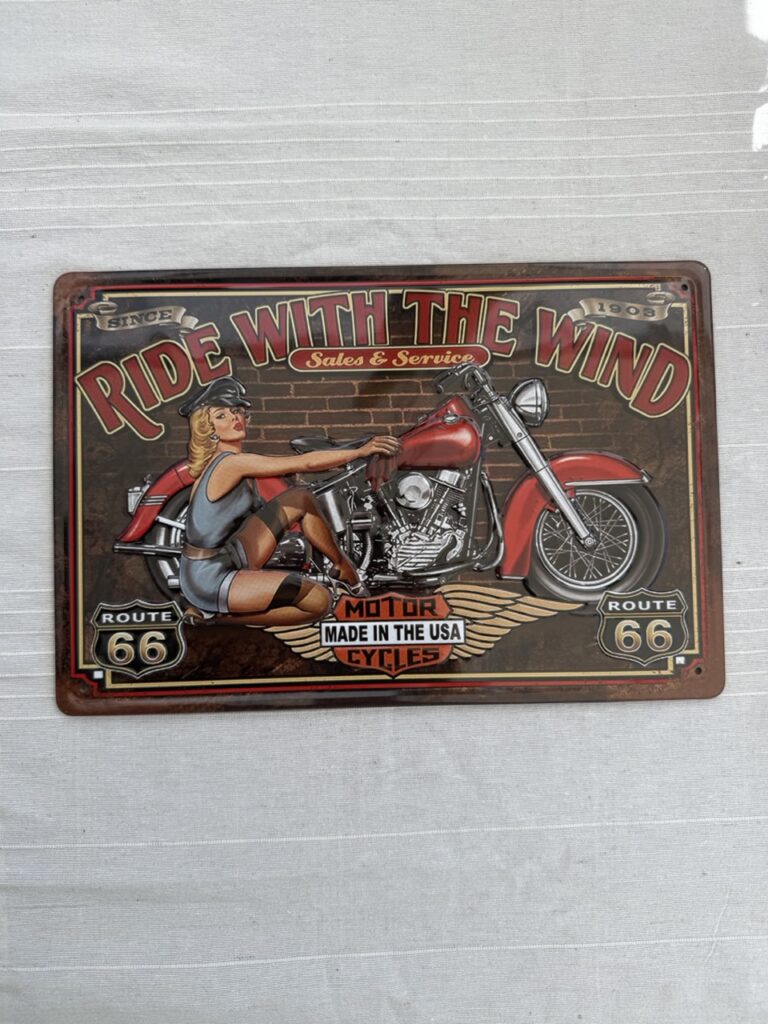 SINCE
1903
RIDE WITH THE WIND
Sales & Service
ROUTE
66
MOTOR
MADE IN THE USA
CYCLES
ROUTE
66